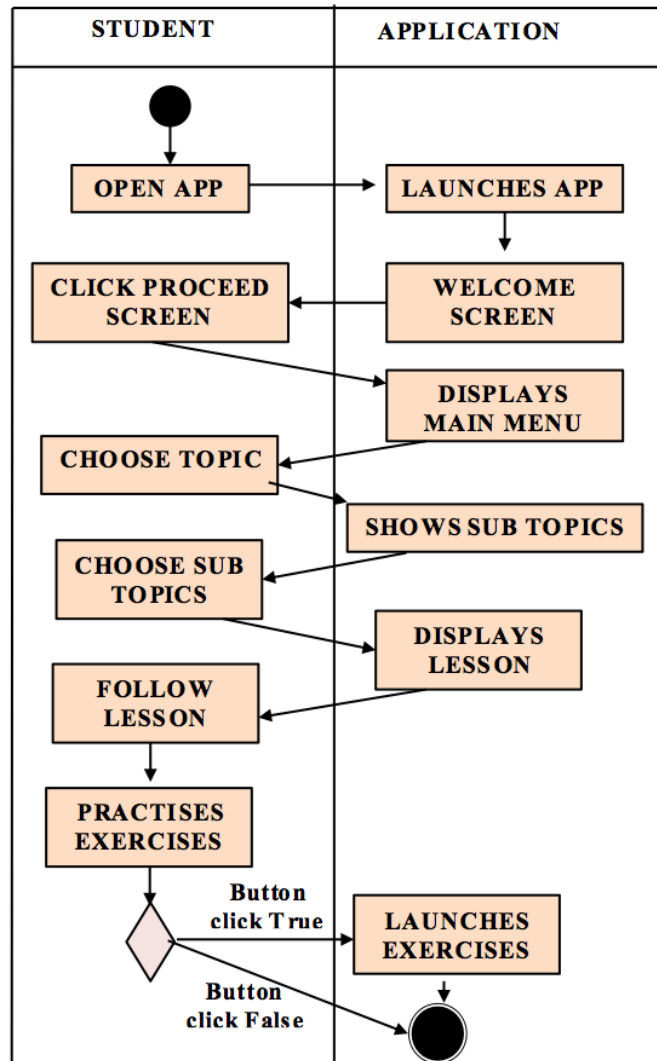 STUDENT
APPLICATION
OPEN APP
LAUNCHES APP
CLICK PROCEED
SCREEN
WELCOME
SCREEN
DISPLAYS
MAIN MENU
CHOOSE TOPIC
SHOWS SUB TOPICS
CHOOSE SUB
TOPICS
DISPLAYS
LESSON
FOLLOW
LESSON
PRACTISES
EXERCISES
Button
click True
LAUNCHES
EXERCISES
Button
click False